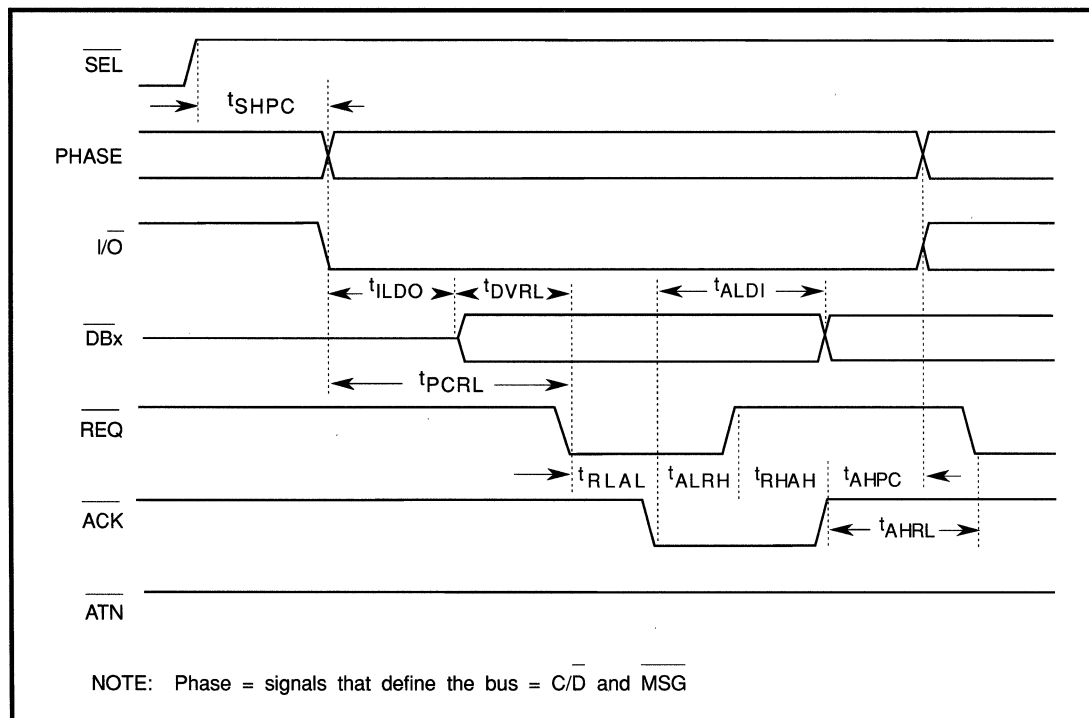 SEL
tSHPC
PHASE
I/O
tILDO
tDVRL
tALDI
DBx
tPCRL
REQ
tRLAL
tALRH
tRHAH
tAHPC
ACK
tAHRL
ATN
NOTE: Phase = signals that define the bus = C/D̅ and M̅S̅G̅